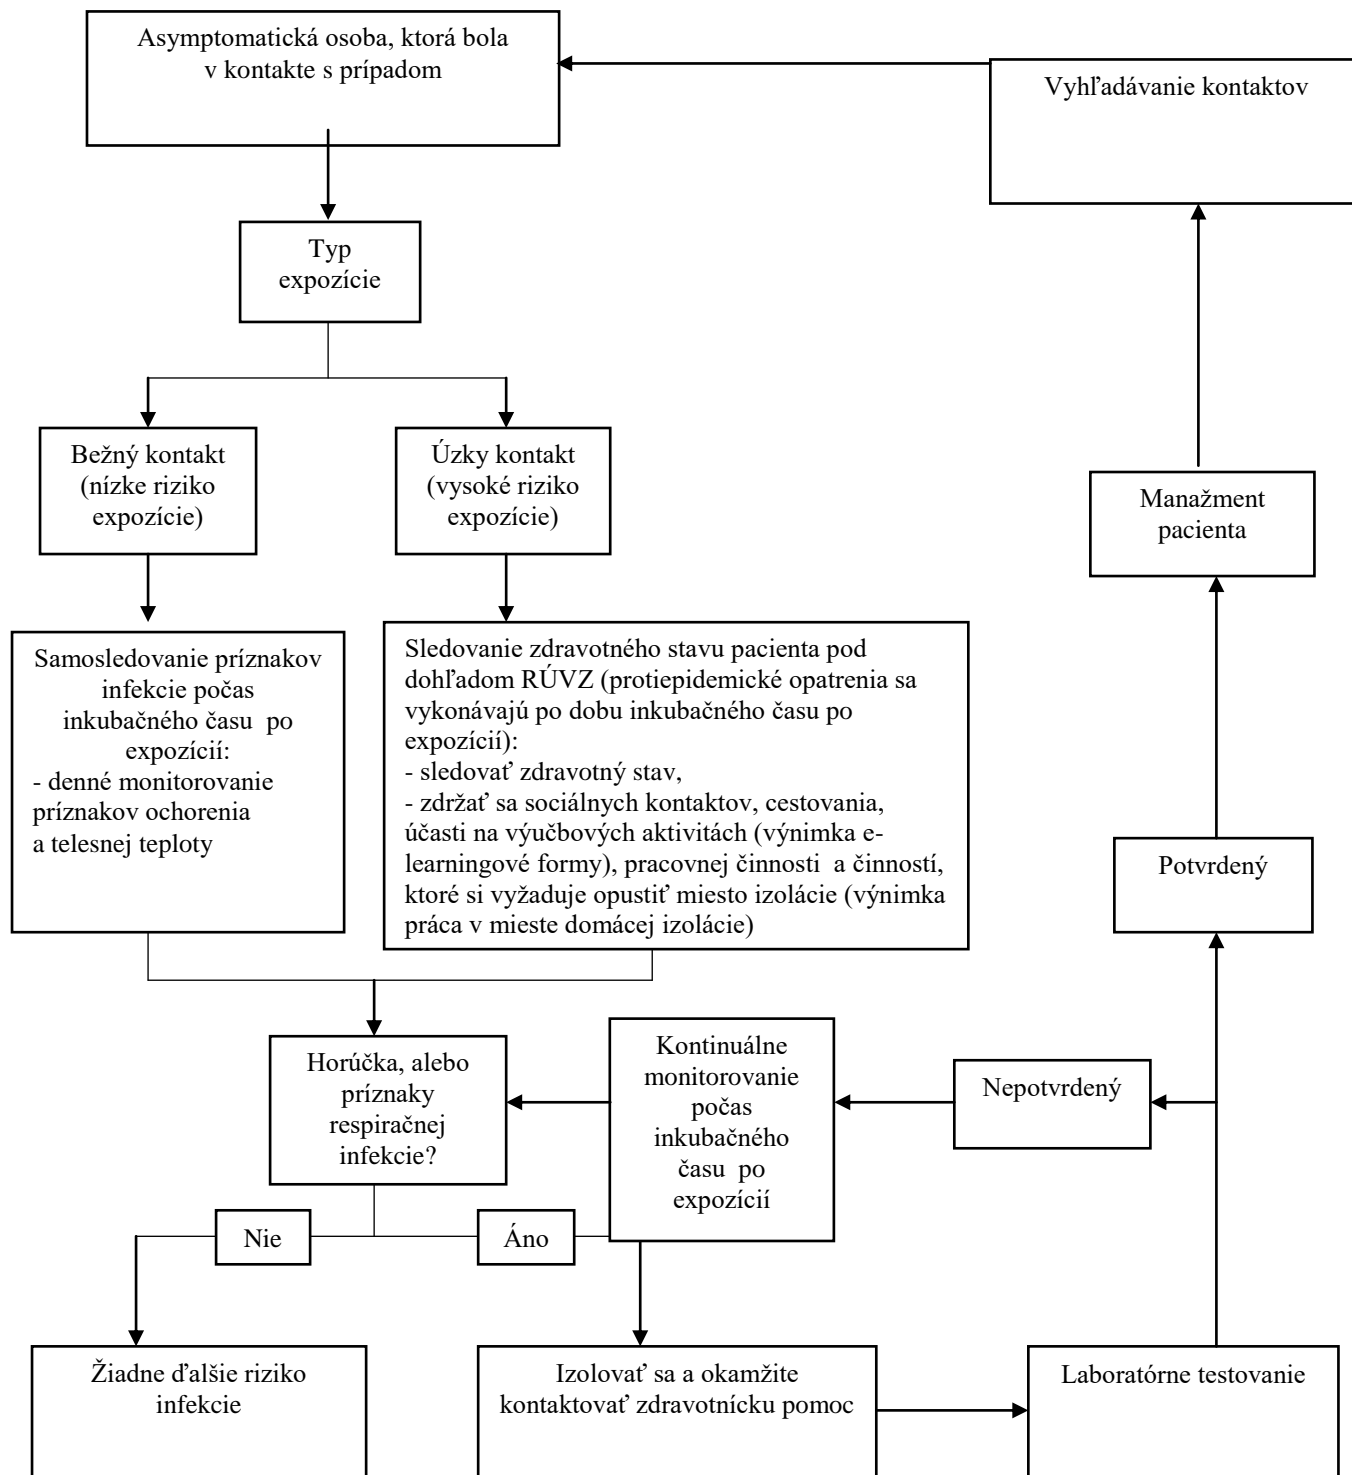 Asymptomatická osoba, ktorá bola
v kontakte s prípadom
Vyhľadávanie kontaktov
Typ
expozície
Bežný kontakt
(nízke riziko
expozície)
Úzky kontakt
(vysoké riziko
expozície)
Manažment
pacienta
Samosledovanie príznakov
infekcie počas
inkubačného času po
expozícií:
- denné monitorovanie
príznakov ochorenia
a telesnej teploty
Sledovanie zdravotného stavu pacienta pod
dohľadom RÚVZ (protiepidemické opatrenia sa
vykonávajú po dobu inkubačného času po
expozícií):
- sledovať zdravotný stav,
- zdržať sa sociálnych kontaktov, cestovania,
účasti na výučbových aktivitách (výnimka e-
learningové formy), pracovnej činnosti a činností,
ktoré si vyžaduje opustiť miesto izolácie (výnimka
práca v mieste domácej izolácie)
Potvrdený
Horúčka, alebo
príznaky
respiračnej
infekcie?
Kontinuálne
monitorovanie
počas
inkubačného
času po
expozícií
Nepotvrdený
Nie
Áno
Žiadne ďalšie riziko
infekcie
Izolovať sa a okamžite
kontaktovať zdravotnícku pomoc
Laboratórne testovanie